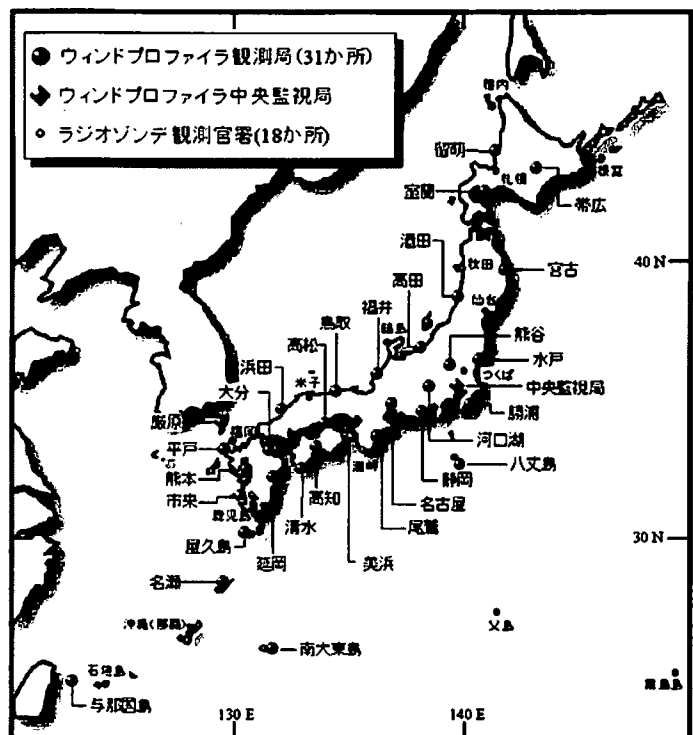 ウィンドプロファイラ観測局(31か所)
ウィンドプロファイラ中央監視局
ラジオゾンデ観測官署(18か所)
稚内
留萌
札幌
根室
室蘭
帯広
酒田
秋田
宮古
40 N
高田
仙台
福井
輪島
鳥取
熊谷
高松
水戸
浜田
米子
つくば
大分
中央監視局
厳原
福岡
勝浦
平戸
潮岬
河口湖
熊本
八丈島
静岡
市来
高知
名古屋
鹿児島
清水
尾鷲
屋久島
延岡
美浜
30 N
名瀬
沖縄(那覇)
父島
南大東島
石垣島
南鳥島
与那国島
130 E
140 E